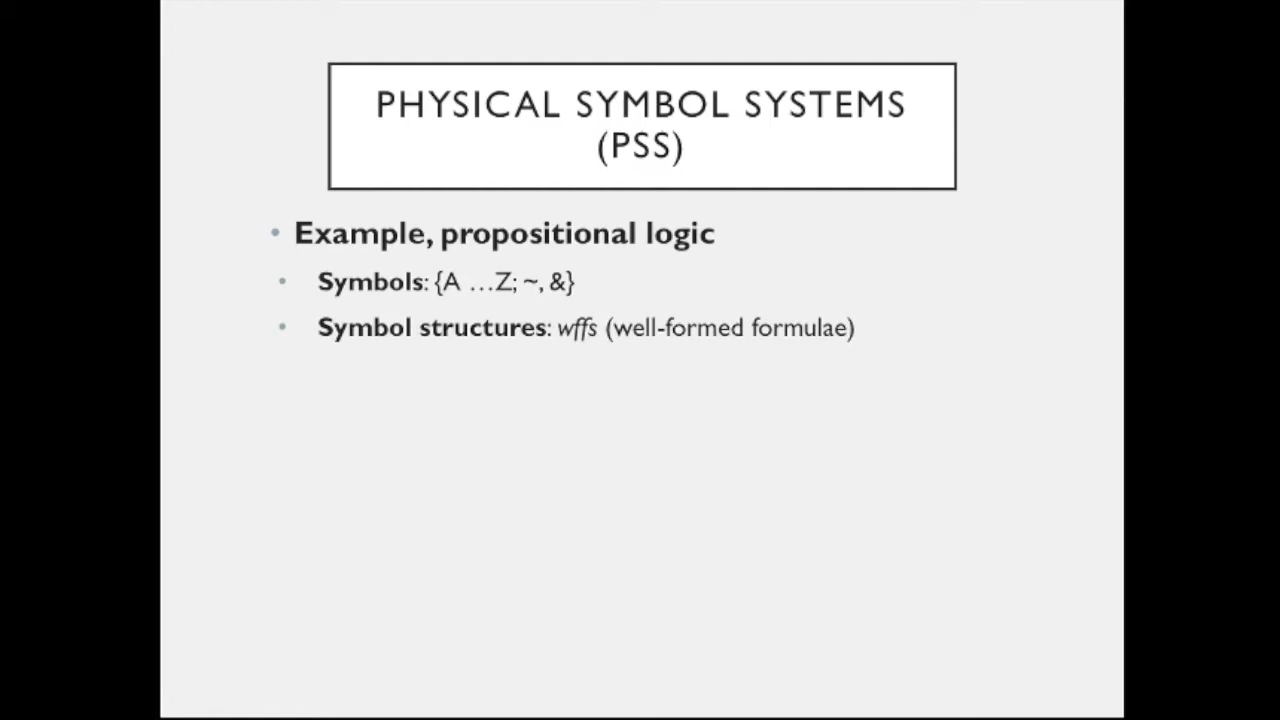 PHYSICAL SYMBOL SYSTEMS
(PSS)
• Example, propositional logic
• Symbols: {A …Z; ~, &}
• Symbol structures: wffs (well-formed formulae)